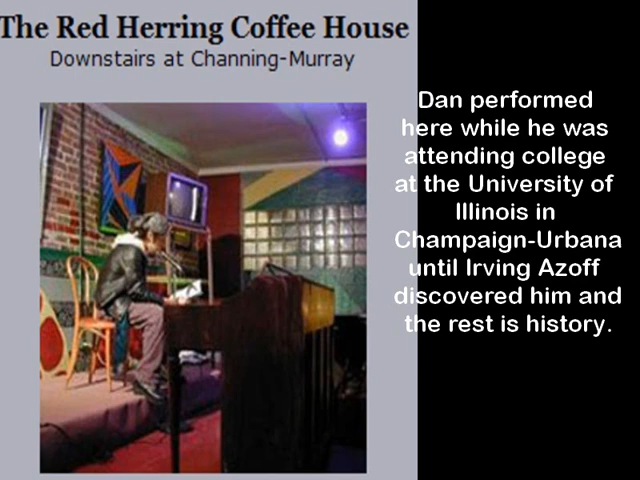 The Red Herring Coffee House
Downstairs at Channing-Murray
Dan performed
here while he was
attending college
at the University of
Illinois in
Champaign-Urbana
until Irving Azoff
discovered him and
the rest is history.